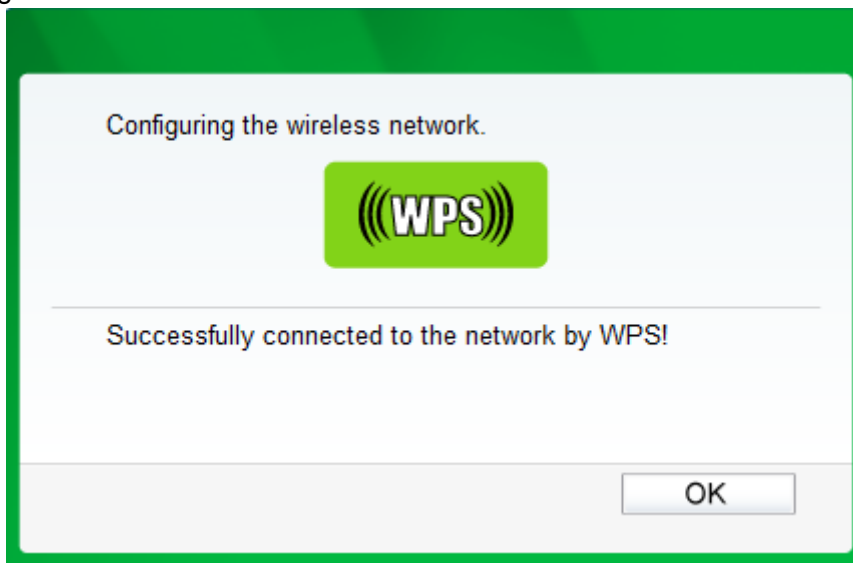 Configuring the wireless network.
(((WPS)))
Successfully connected to the network by WPS!
OK